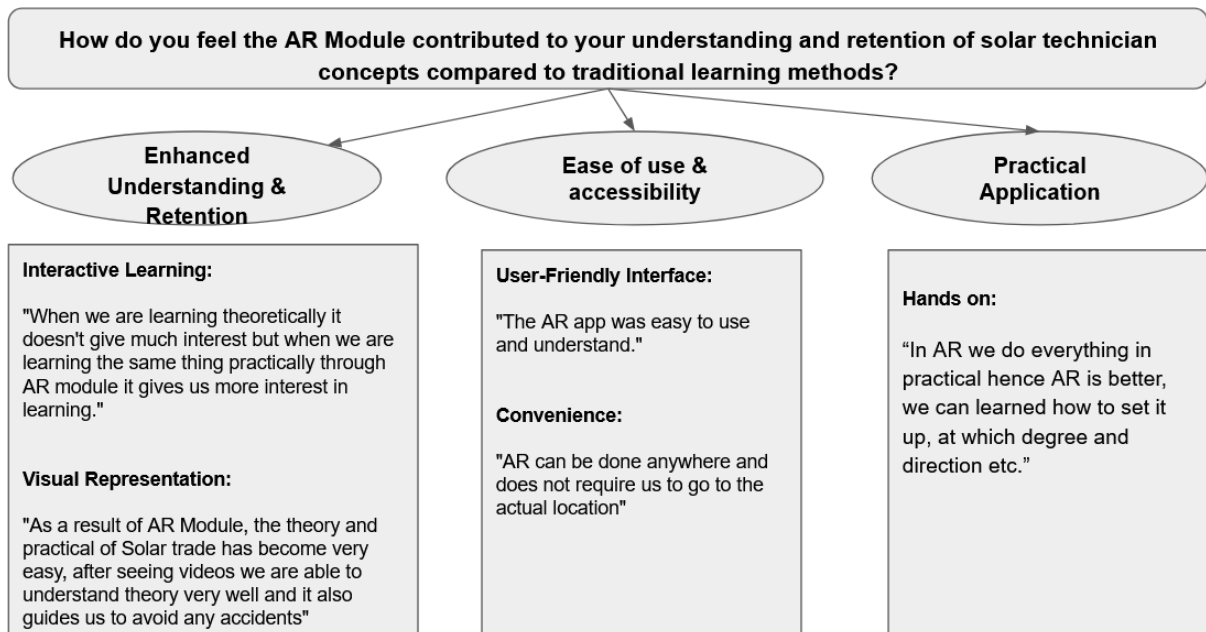 How do you feel the AR Module contributed to your understanding and retention of solar technician
concepts compared to traditional learning methods?
Enhanced
Understanding &
Retention
Ease of use &
accessibility
Practical
Application
Interactive Learning:
"When we are learning theoretically it
doesn't give much interest but when we are
learning the same thing practically through
AR module it gives us more interest in
learning."
Visual Representation:
"As a result of AR Module, the theory and
practical of Solar trade has become very
easy, after seeing videos we are able to
understand theory very well and it also
guides us to avoid any accidents"
User-Friendly Interface:
"The AR app was easy to use
and understand."
Convenience:
"AR can be done anywhere and
does not require us to go to the
actual location"
Hands on:
“In AR we do everything in
practical hence AR is better,
we can learned how to set it
up, at which degree and
direction etc.”